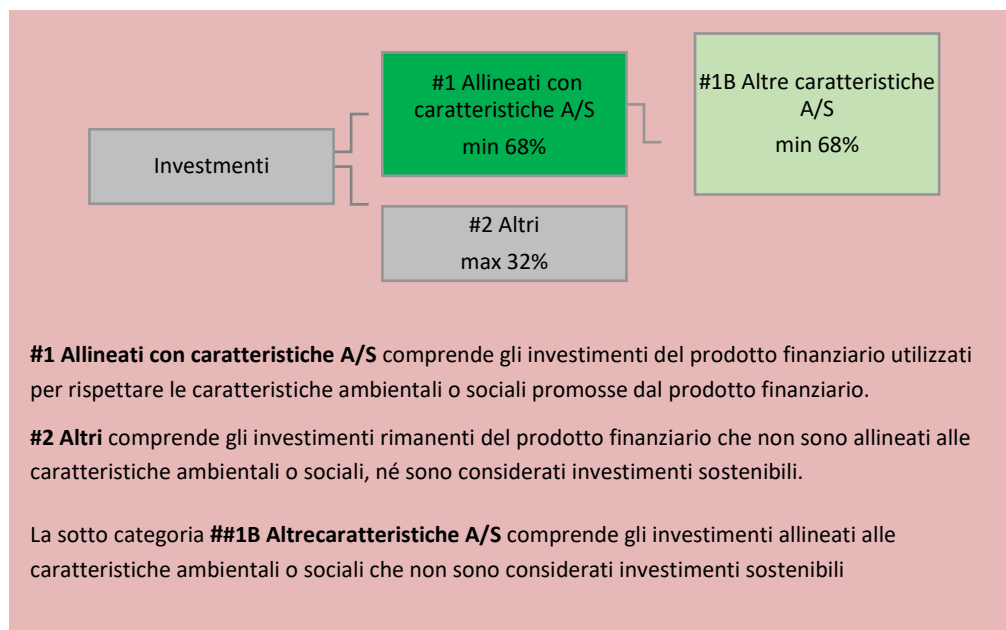 #1 Allineati con
caratteristiche A/S
min 68%
#1B Altre caratteristiche
A/S
min 68%
Investimenti
#2 Altri
max 32%
#1 Allineati con caratteristiche A/S comprende gli investimenti del prodotto finanziario utilizzati
per rispettare le caratteristiche ambientali o sociali promosse dal prodotto finanziario.
#2 Altri comprende gli investimenti rimanenti del prodotto finanziario che non sono allineati alle
caratteristiche ambientali o sociali, né sono considerati investimenti sostenibili.
La sotto categoria ##1B Altrecaratteristiche A/S comprende gli investimenti allineati alle
caratteristiche ambientali o sociali che non sono considerati investimenti sostenibili